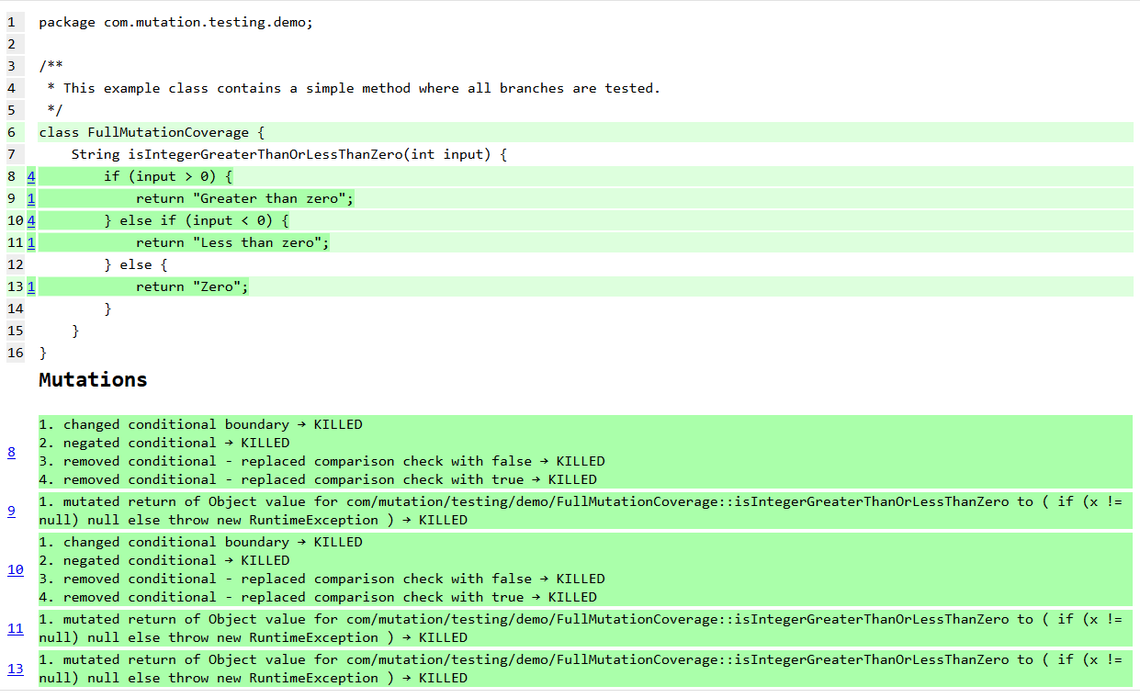 1 package com.mutation.testing.demo;
2
3 /**
4  * This example class contains a simple method where all branches are tested.
5  */
6 class FullMutationCoverage {
7     String isIntegerGreaterThanOrLessThanZero(int input) {
8 4         if (input > 0) {
9 1             return "Greater than zero";
10 4         } else if (input < 0) {
11 1             return "Less than zero";
12         } else {
13 1             return "Zero";
14         }
15     }
16 }
Mutations
8
1. changed conditional boundary → KILLED
2. negated conditional → KILLED
3. removed conditional - replaced comparison check with false → KILLED
4. removed conditional - replaced comparison check with true → KILLED
9
1. mutated return of Object value for com/mutation/testing/demo/FullMutationCoverage::isIntegerGreaterThanOrLessThanZero to ( if (x !=
null) null else throw new RuntimeException ) → KILLED
10
1. changed conditional boundary → KILLED
2. negated conditional → KILLED
3. removed conditional - replaced comparison check with false → KILLED
4. removed conditional - replaced comparison check with true → KILLED
11
1. mutated return of Object value for com/mutation/testing/demo/FullMutationCoverage::isIntegerGreaterThanOrLessThanZero to ( if (x !=
null) null else throw new RuntimeException ) → KILLED
13
1. mutated return of Object value for com/mutation/testing/demo/FullMutationCoverage::isIntegerGreaterThanOrLessThanZero to ( if (x !=
null) null else throw new RuntimeException ) → KILLED